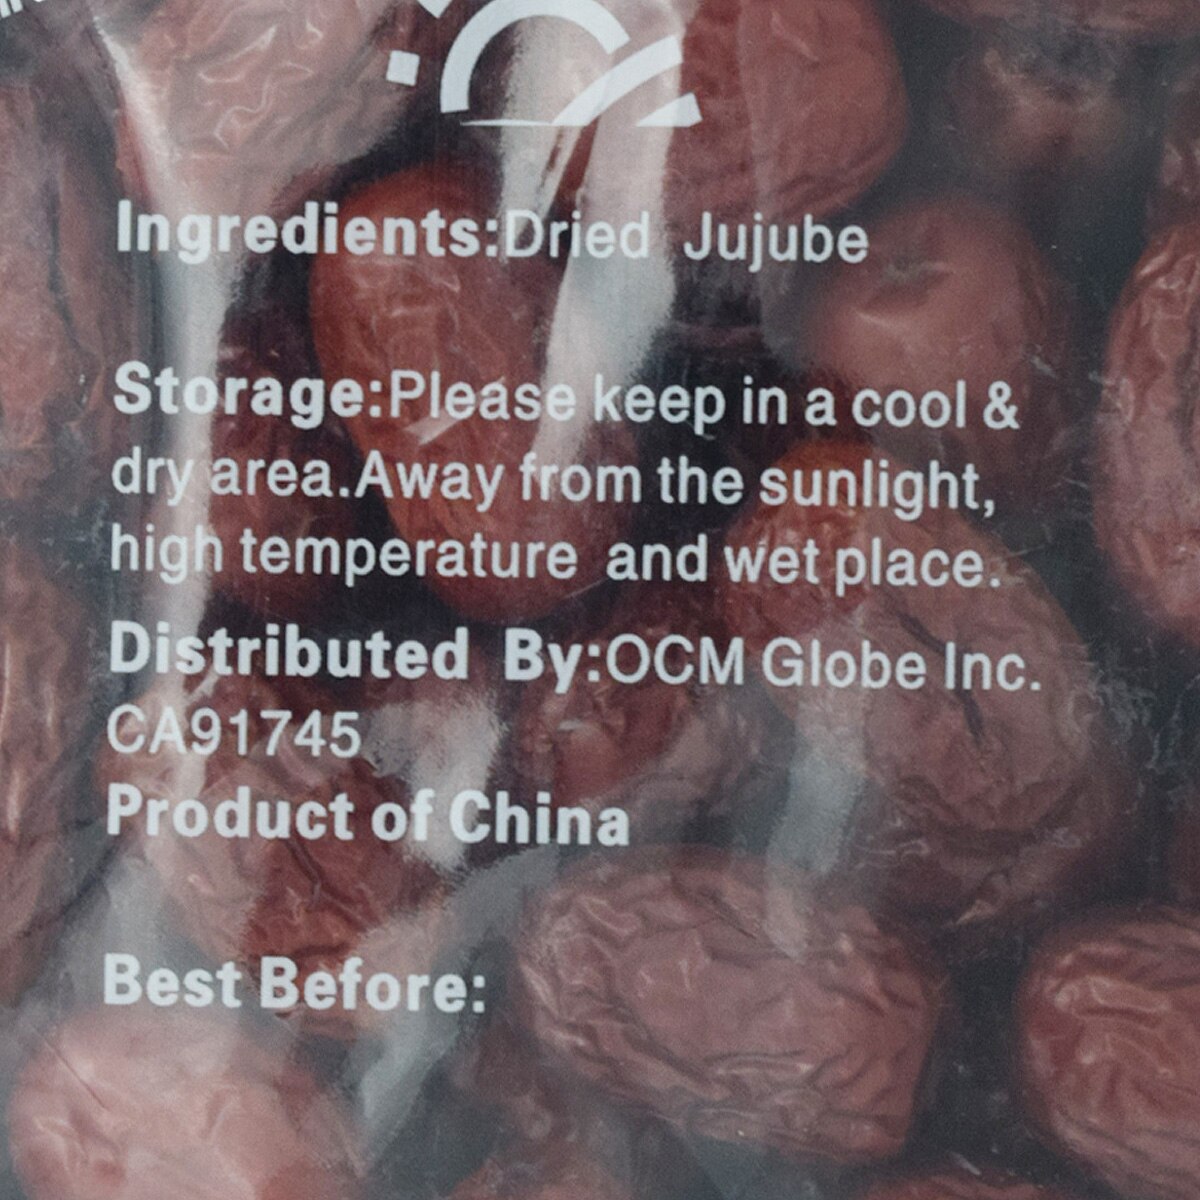 Ingredients:Dried Jujube
Storage:Please keep in a cool &
dry area.Away from the sunlight,
high temperature and wet place.
Distributed By:OCM Globe Inc.
CA91745
Product of China
Best Before: